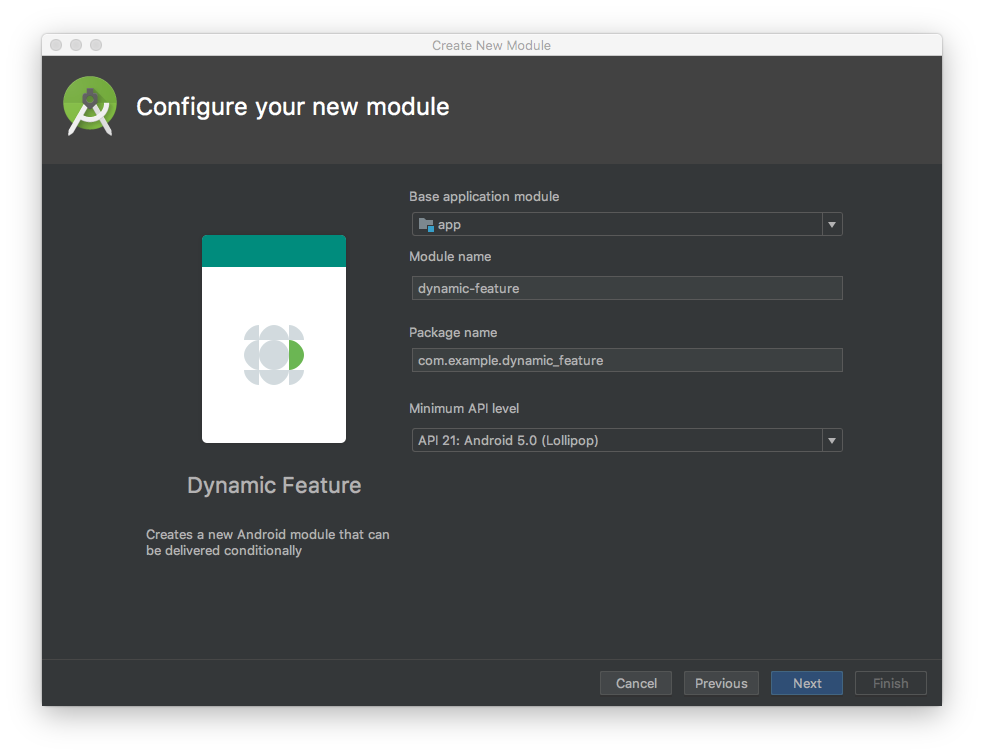 Create New Module
Configure your new module
Base application module
app
Module name
dynamic-feature
Package name
com.example.dynamic_feature
Minimum API level
API 21: Android 5.0 (Lollipop)
Dynamic Feature
Creates a new Android module that can
be delivered conditionally
Cancel
Previous
Next
Finish